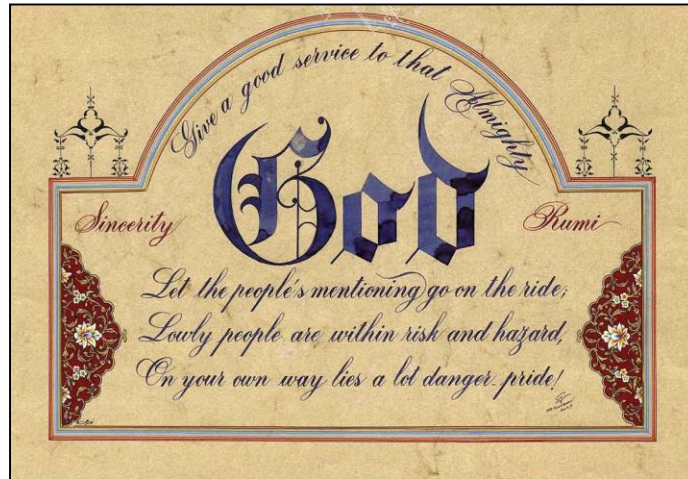 Give a good service to that Almighty
God
Sincerity
Rumi
Let the people's mentioning go on the ride;
Lowly people are within risk and hazard,
On your own way lies a lot danger-pride!